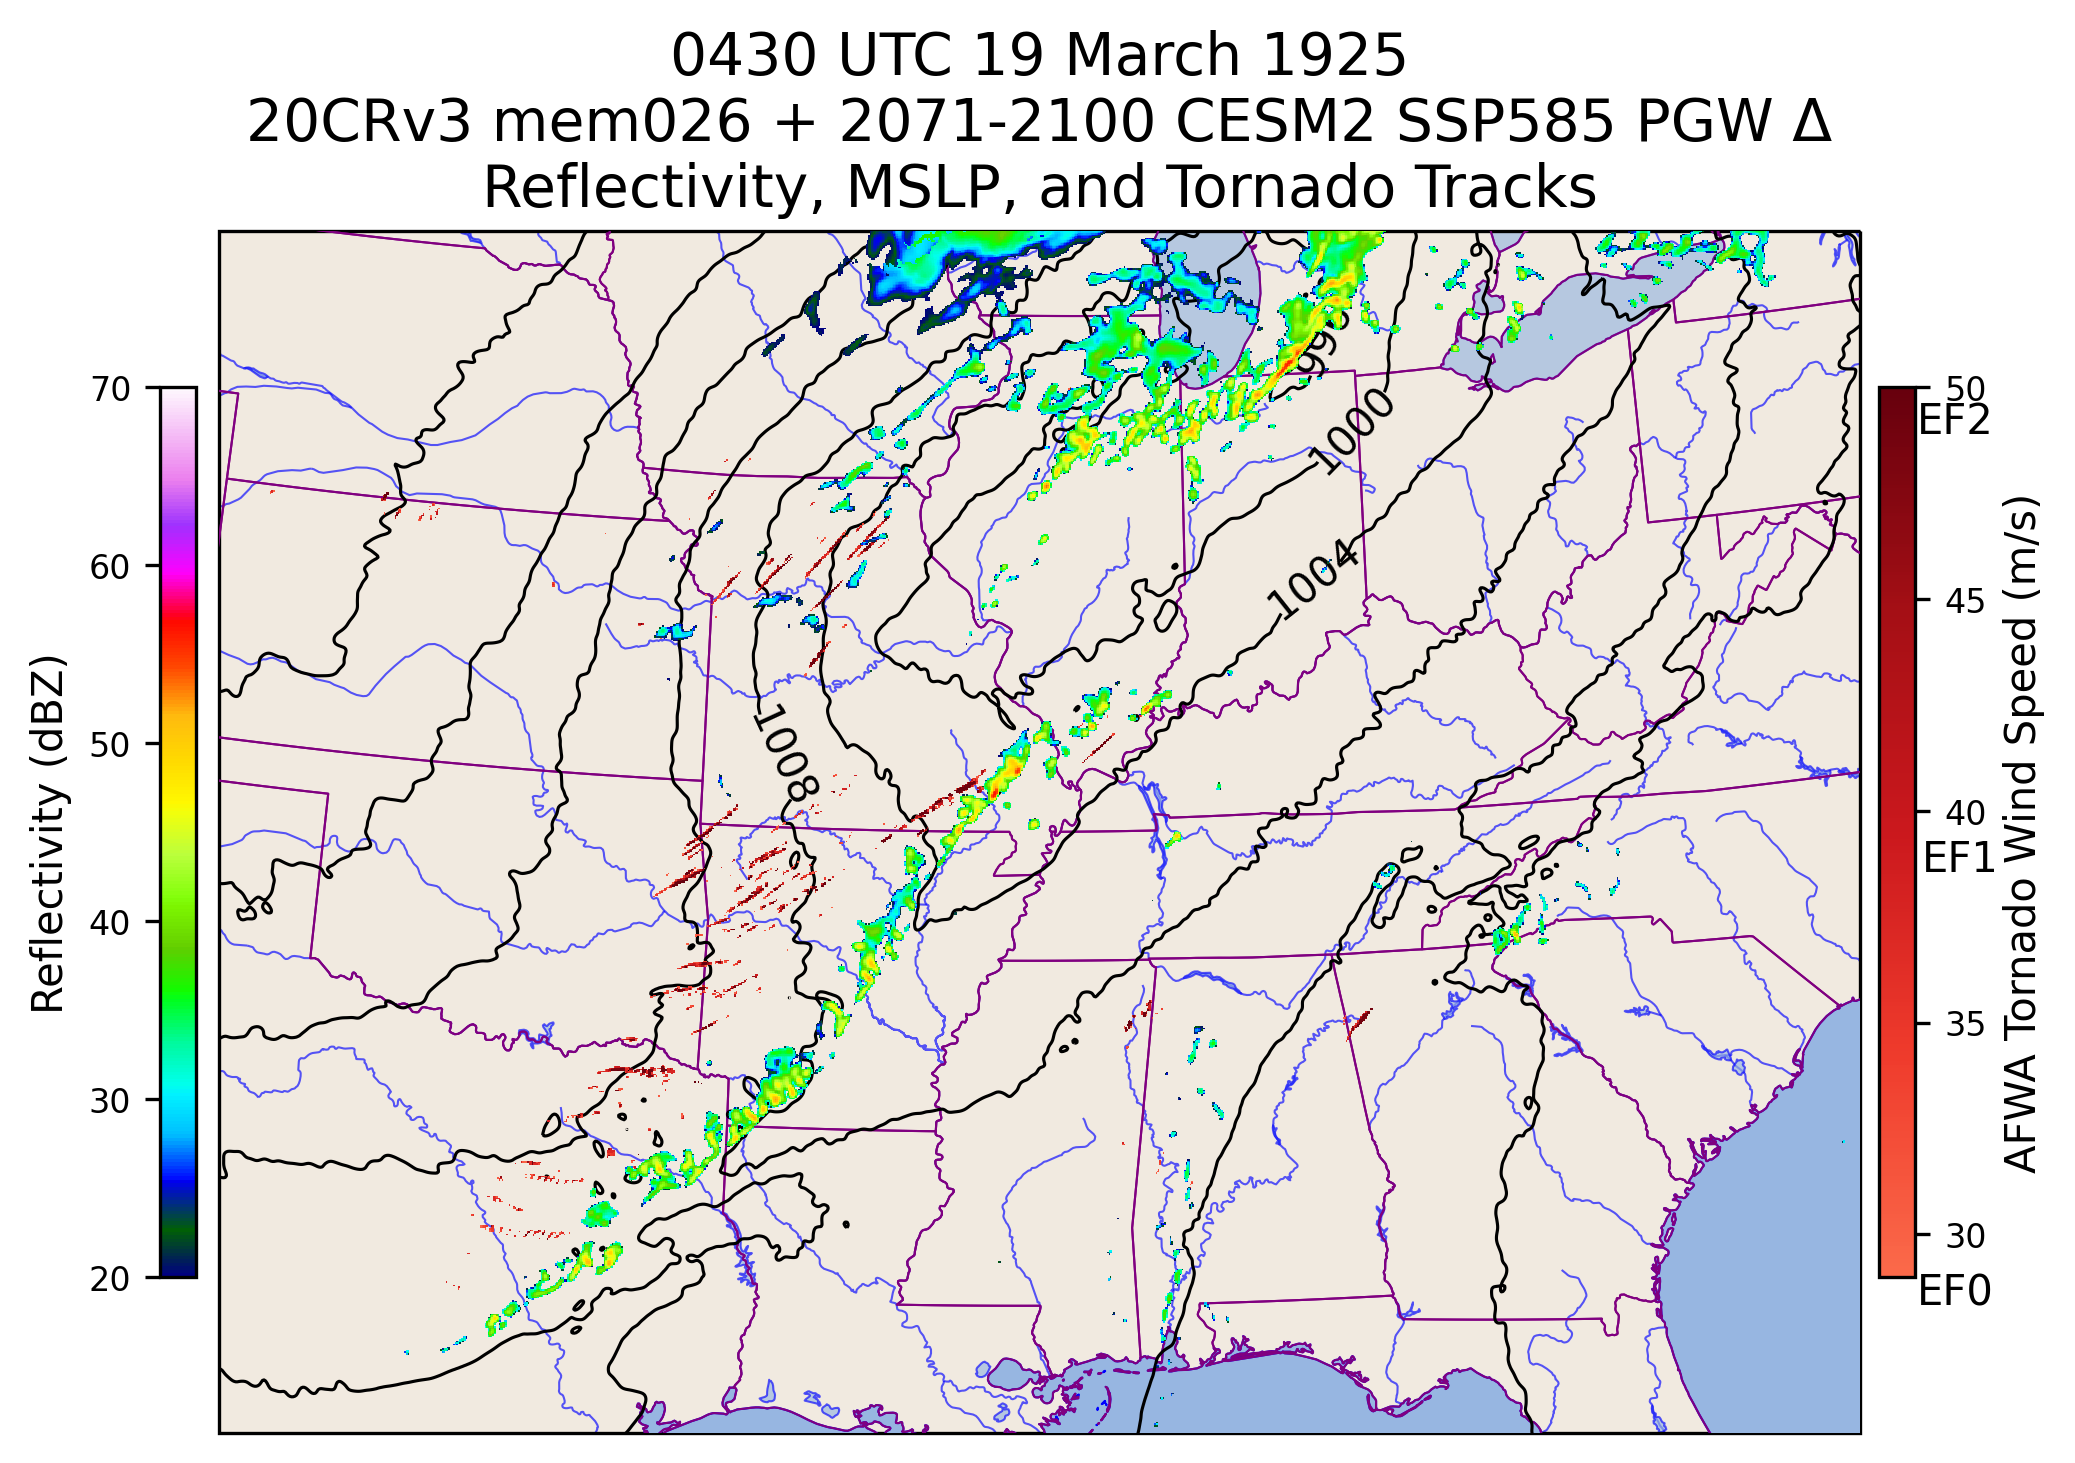 0430 UTC 19 March 1925
20CRv3 mem026 + 2071-2100 CESM2 SSP585 PGW Δ
Reflectivity, MSLP, and Tornado Tracks
Reflectivity (dBZ)
70
60
50
40
30
20
996
1000
1004
1008
50
EF2
45
40
EF1
35
30
EF0
AFWA Tornado Wind Speed (m/s)